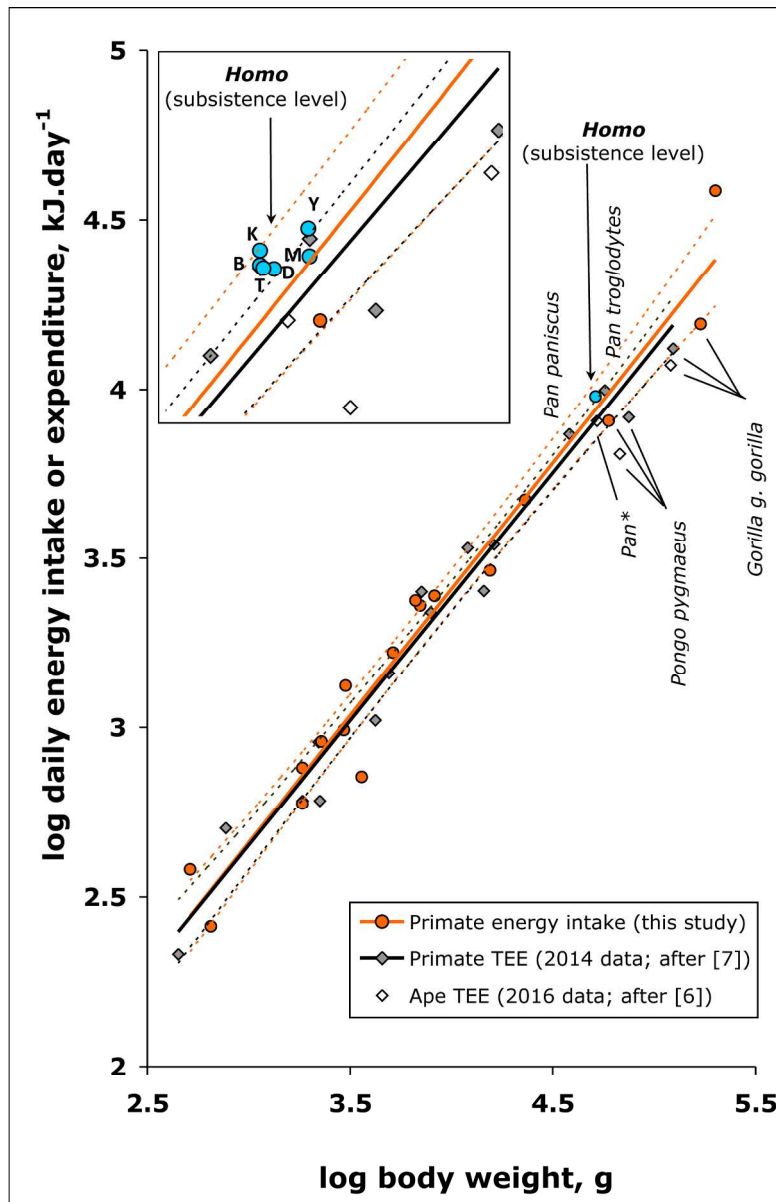 5
4.5
4
3.5
3
2.5
2
2.5
3.5
4.5
5.5
log daily energy intake or expenditure, kJ.day-1
log body weight, g
Homo
(subsistence level)
K
Y
B
M
T
D
Homo
(subsistence level)
Pan paniscus
Pan troglodytes
Pan*
Pongo pygmaeus
Gorilla g. gorilla
Primate energy intake (this study)
Primate TEE (2014 data; after [7])
Ape TEE (2016 data; after [6])